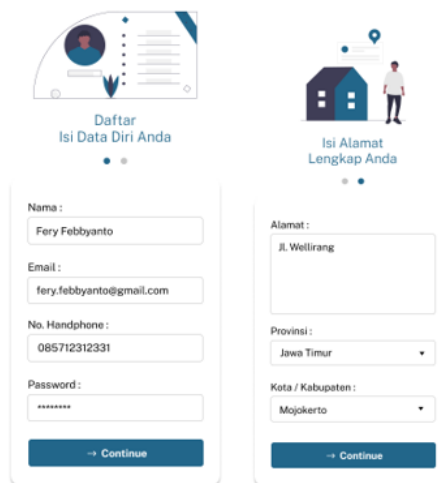 Daftar
Isi Data Diri Anda
Nama :
Fery Febbyanto
Email :
fery.febbyanto@gmail.com
No. Handphone :
085712312331
Password :
********
→ Continue
Isi Alamat
Lengkap Anda
Alamat :
Jl. Wellirang
Provinsi :
Jawa Timur
Kota / Kabupaten :
Mojokerto
→ Continue